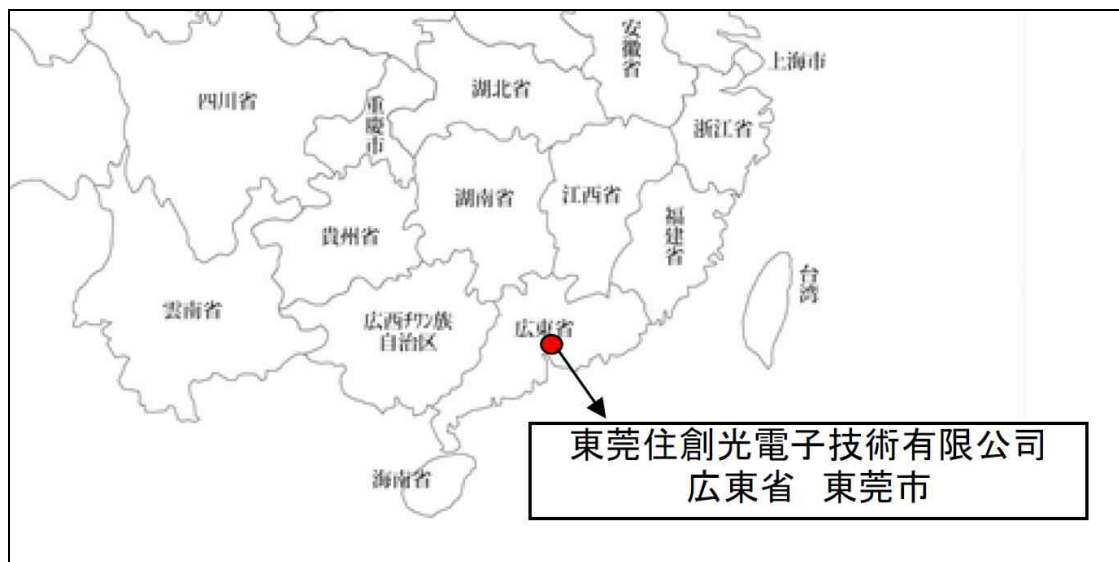 安徽省
上海市
四川省
重慶市
湖北省
浙江省
湖南省
江西省
貴州省
福建省
台湾
雲南省
広西ﾁﾜﾝ族
自治区
広東省
海南省
東莞住創光電子技術有限公司
広東省　東莞市